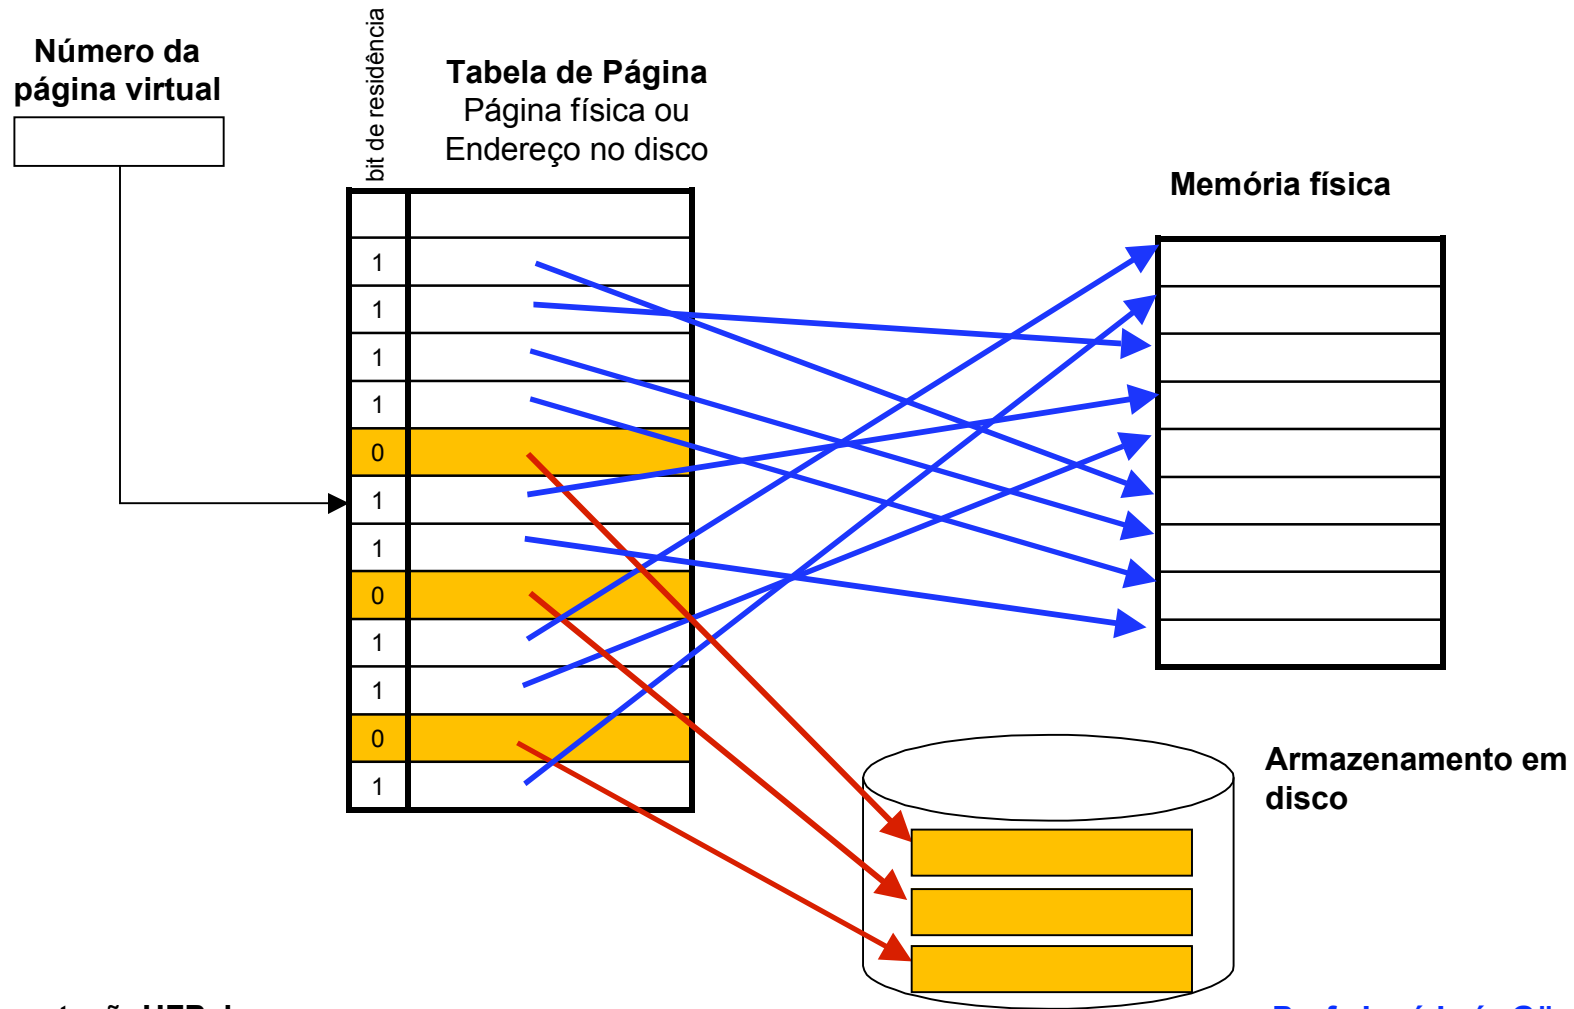 Número da
página virtual
bit de residência
Tabela de Página
Página física ou
Endereço no disco
Memória física
1
1
1
1
0
1
1
0
1
1
0
1
Armazenamento em
disco